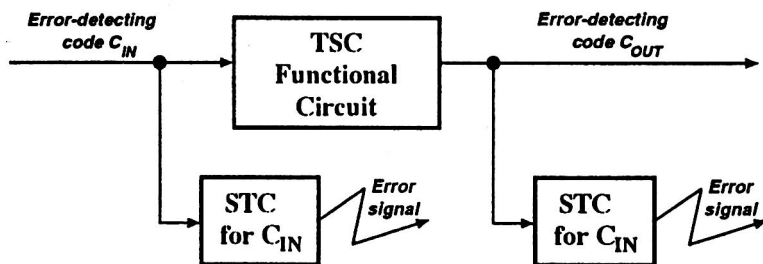 Error-detecting
code C_IN
TSC
Functional
Circuit
Error-detecting
code C_OUT
STC
for C_IN
Error
signal
STC
for C_IN
Error
signal